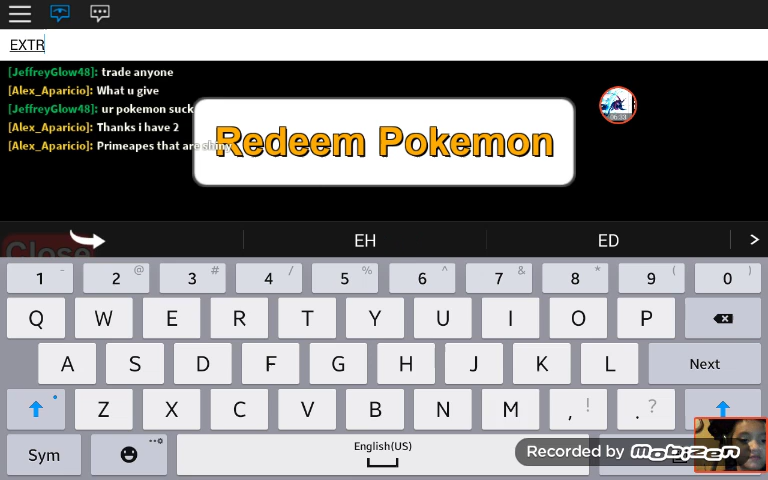 EXTR
[JeffreyGlow48]: trade anyone
[Alex_Aparicio]: What u give
[JeffreyGlow48]: ur pokemon suck
[Alex_Aparicio]: Thanks i have 2
[Alex_Aparicio]: Primeapes that are shiny
Redeem Pokemon
Close
EH ED >
1 - 2 @ 3 # 4 / 5 % 6 ^ 7 & 8 * 9 ( 0 )
Q W E R T Y U I O P
A S D F G H J K L Next
Z X C V B N M , ! . ?
Sym English(US)
Recorded by mobizen